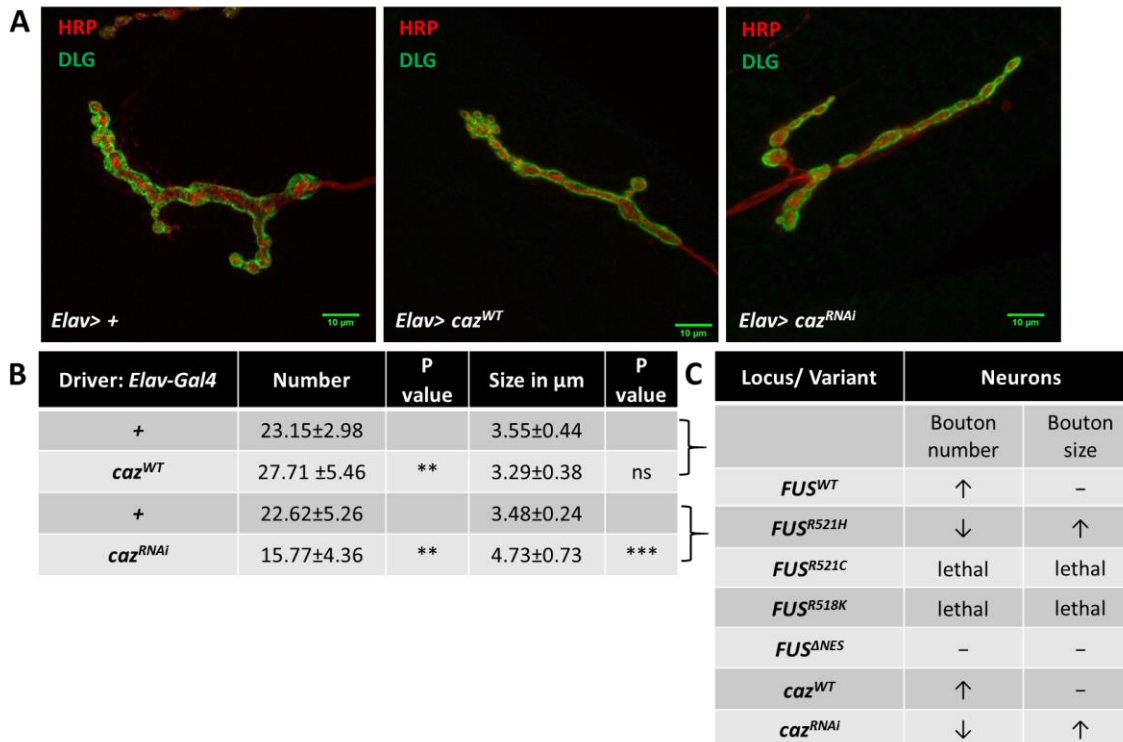 A
HRP
DLG
Elav> +
10 µm
HRP
DLG
Elav> caz^WT
10 µm
HRP
DLG
Elav> caz^RNAi
10 µm
B
Driver: Elav-Gal4 Number P value Size in µm P value
+ 23.15±2.98 3.55±0.44
caz^WT 27.71 ±5.46 ** 3.29±0.38 ns
+ 22.62±5.26 3.48±0.24
caz^RNAi 15.77±4.36 ** 4.73±0.73 ***
C
Locus/ Variant Neurons
Bouton number Bouton size
FUS^WT ↑ –
FUS^R521H ↓ ↑
FUS^R521C lethal lethal
FUS^R518K lethal lethal
FUS^ΔNES – –
caz^WT ↑ –
caz^RNAi ↓ ↑